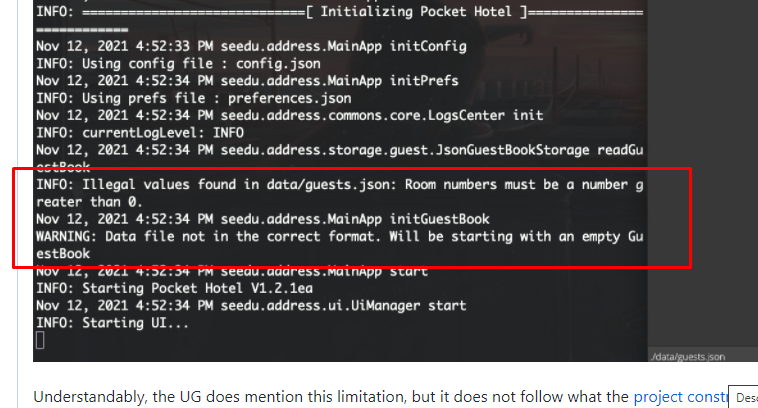 INFO: =============================[ Initializing Pocket Hotel ]===============
============
Nov 12, 2021 4:52:33 PM seedu.address.MainApp initConfig
INFO: Using config file : config.json
Nov 12, 2021 4:52:34 PM seedu.address.MainApp initPrefs
INFO: Using prefs file : preferences.json
Nov 12, 2021 4:52:34 PM seedu.address.commons.core.LogsCenter init
INFO: currentLogLevel: INFO
Nov 12, 2021 4:52:34 PM seedu.address.storage.guest.JsonGuestBookStorage readGu
estBook
INFO: Illegal values found in data/guests.json: Room numbers must be a number g
reater than 0.
Nov 12, 2021 4:52:34 PM seedu.address.MainApp initGuestBook
WARNING: Data file not in the correct format. Will be starting with an empty Gu
estBook
Nov 12, 2021 4:52:34 PM seedu.address.MainApp start
INFO: Starting Pocket Hotel V1.2.1ea
Nov 12, 2021 4:52:34 PM seedu.address.ui.UiManager start
INFO: Starting UI...
./data/guests.json
Understandably, the UG does mention this limitation, but it does not follow what the project constr
Desc